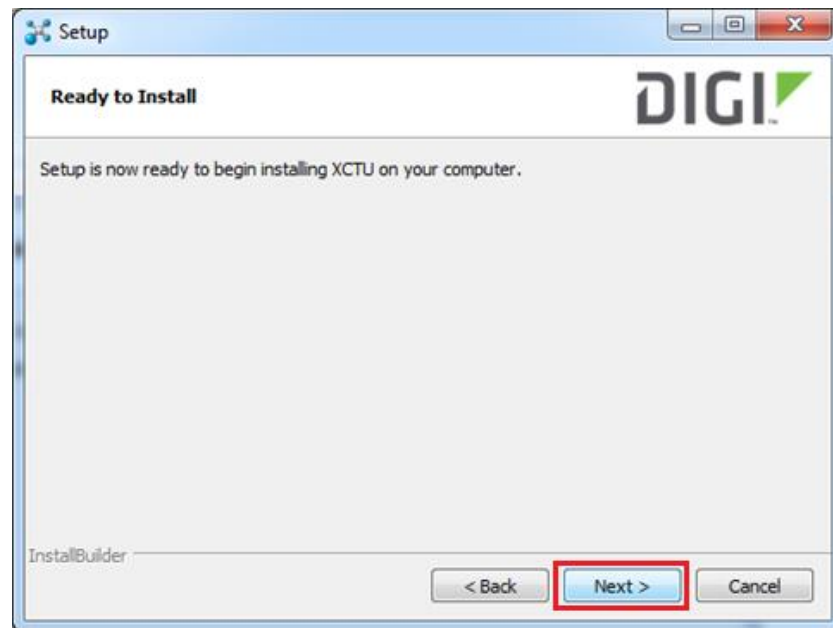 Setup
Ready to Install
DIGI
Setup is now ready to begin installing XCTU on your computer.
InstallBuilder
< Back Next > Cancel